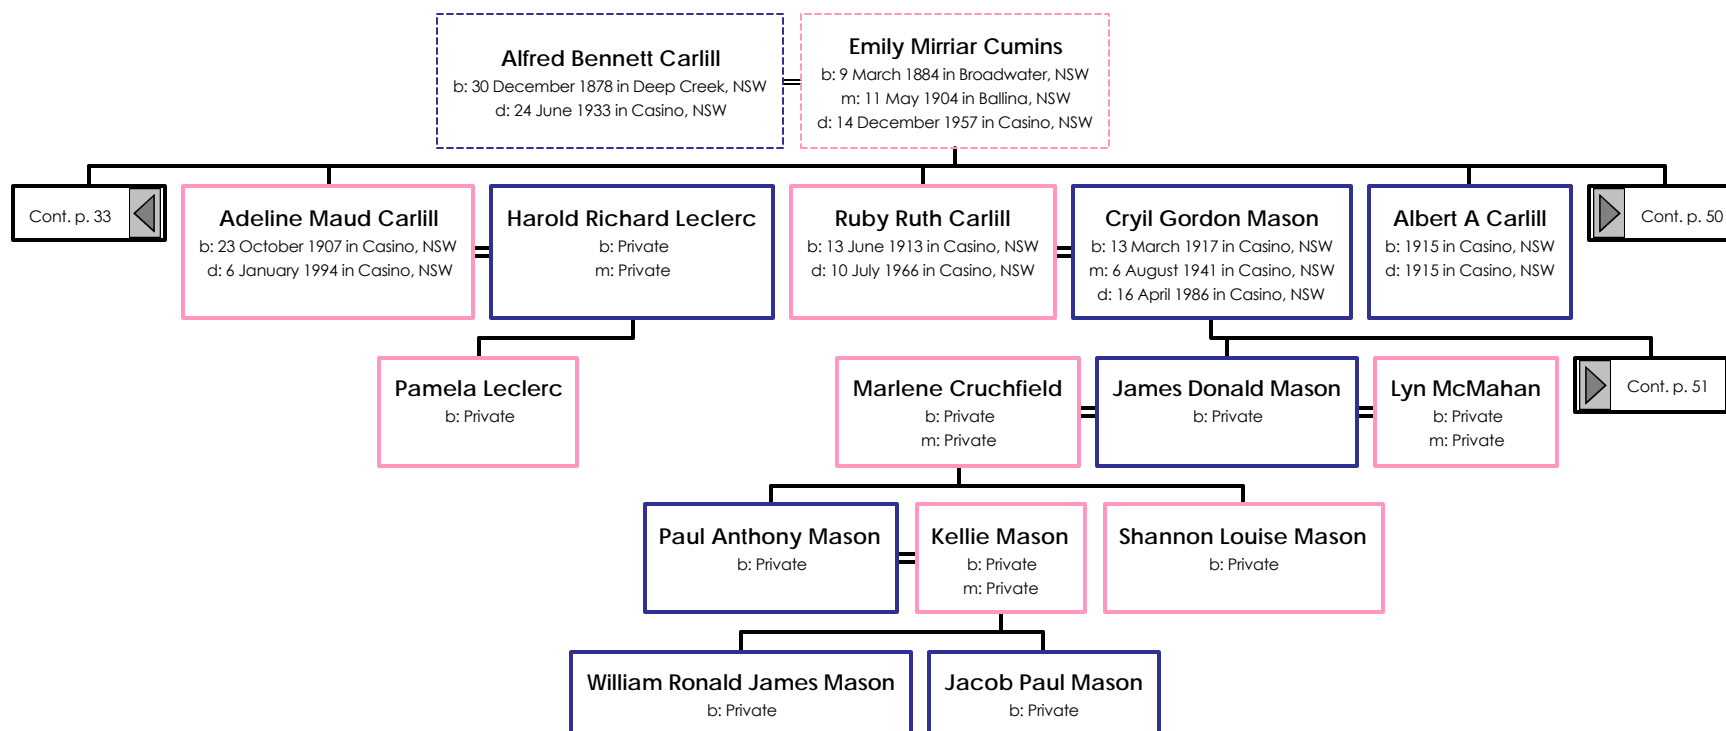 Alfred Bennett Carlill
b: 30 December 1878 in Deep Creek, NSW
d: 24 June 1933 in Casino, NSW
Emily Mirriar Cumins
b: 9 March 1884 in Broadwater, NSW
m: 11 May 1904 in Ballina, NSW
d: 14 December 1957 in Casino, NSW
Cont. p. 33
Adeline Maud Carlill
b: 23 October 1907 in Casino, NSW
d: 6 January 1994 in Casino, NSW
Harold Richard Leclerc
b: Private
m: Private
Ruby Ruth Carlill
b: 13 June 1913 in Casino, NSW
d: 10 July 1966 in Casino, NSW
Cryil Gordon Mason
b: 13 March 1917 in Casino, NSW
m: 6 August 1941 in Casino, NSW
d: 16 April 1986 in Casino, NSW
Albert A Carlill
b: 1915 in Casino, NSW
d: 1915 in Casino, NSW
Cont. p. 50
Pamela Leclerc
b: Private
Marlene Cruchfield
b: Private
m: Private
James Donald Mason
b: Private
Lyn McMahan
b: Private
m: Private
Cont. p. 51
Paul Anthony Mason
b: Private
Kellie Mason
b: Private
m: Private
Shannon Louise Mason
b: Private
William Ronald James Mason
b: Private
Jacob Paul Mason
b: Private